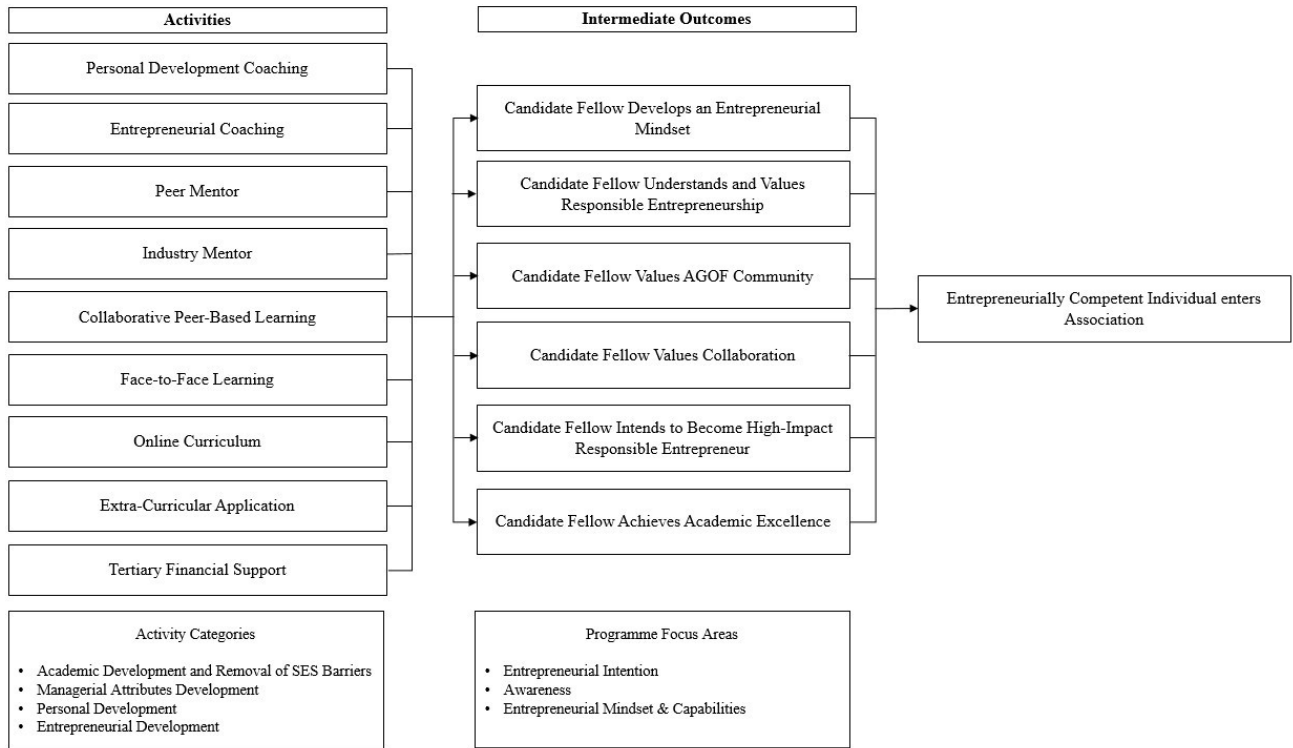 Activities
Personal Development Coaching
Entrepreneurial Coaching
Peer Mentor
Industry Mentor
Collaborative Peer-Based Learning
Face-to-Face Learning
Online Curriculum
Extra-Curricular Application
Tertiary Financial Support
Activity Categories
• Academic Development and Removal of SES Barriers
• Managerial Attributes Development
• Personal Development
• Entrepreneurial Development
Intermediate Outcomes
Candidate Fellow Develops an Entrepreneurial
Mindset
Candidate Fellow Understands and Values
Responsible Entrepreneurship
Candidate Fellow Values AGOF Community
Candidate Fellow Values Collaboration
Candidate Fellow Intends to Become High-Impact
Responsible Entrepreneur
Candidate Fellow Achieves Academic Excellence
Programme Focus Areas
• Entrepreneurial Intention
• Awareness
• Entrepreneurial Mindset & Capabilities
Entrepreneurially Competent Individual enters
Association